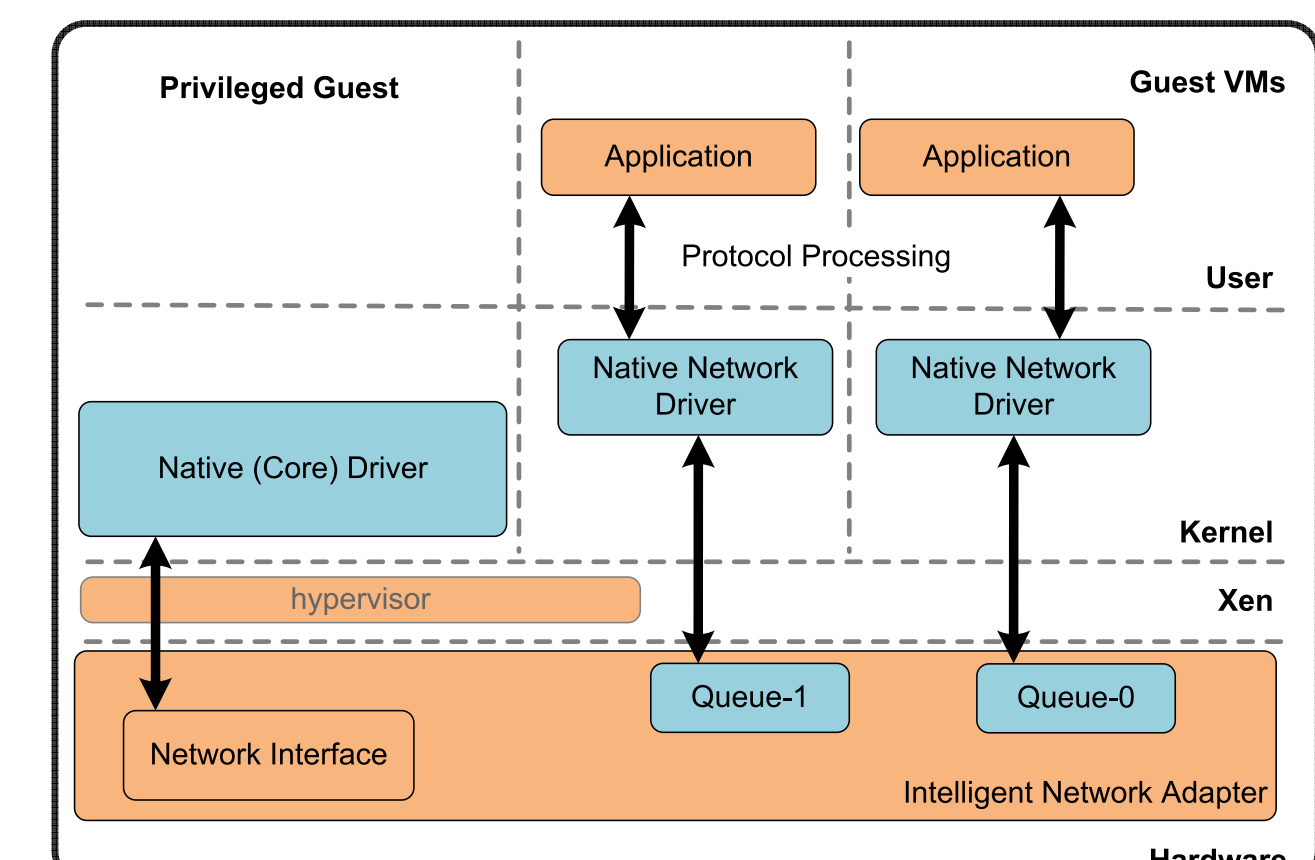 Privileged Guest
Guest VMs
Application
Application
Protocol Processing
User
Native Network
Driver
Native Network
Driver
Native (Core) Driver
Kernel
hypervisor
Xen
Queue-1
Queue-0
Network Interface
Intelligent Network Adapter
Hardware